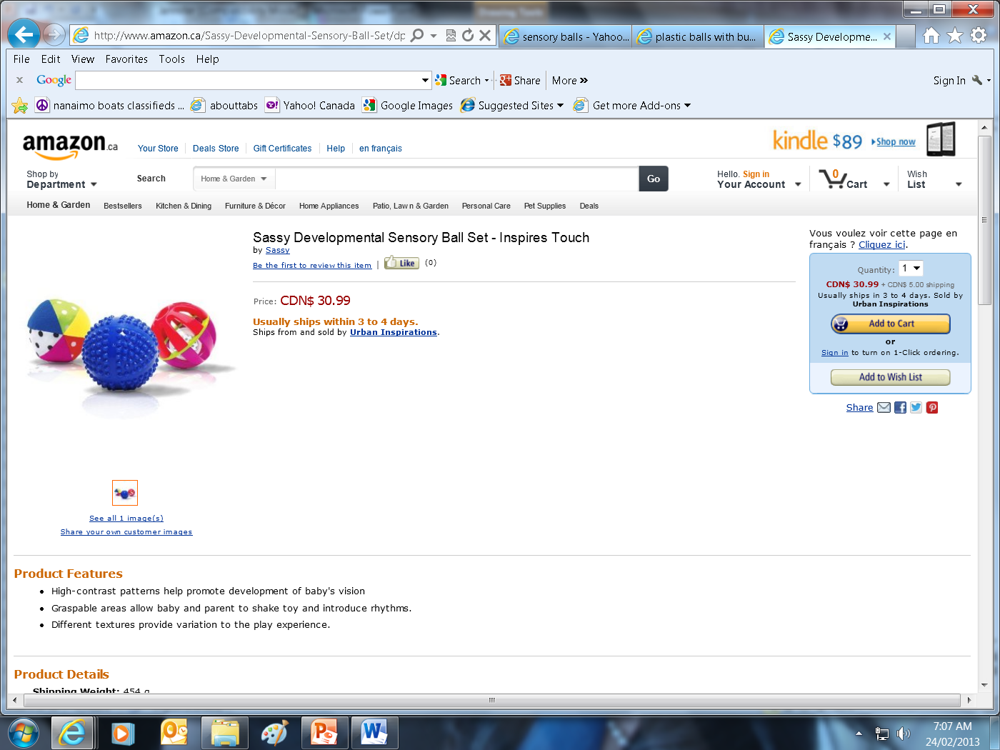 http://www.amazon.ca/Sassy-Developmental-Sensory-Ball-Set/dp
sensory balls - Yahoo...
plastic balls with bu...
Sassy Developme...
File Edit View Favorites Tools Help
x Google Search Share More »
Sign In
nanaimo boats classifieds ... abouttabs Yahoo! Canada Google Images Suggested Sites Get more Add-ons
amazon.ca
Your Store Deals Store Gift Certificates Help en français
kindle $89 Shop now
Shop by
Department
Search Home & Garden Go
Hello. Sign in
Your Account
0
Cart
Wish
List
Home & Garden Bestsellers Kitchen & Dining Furniture & Décor Home Appliances Patio, Lawn & Garden Personal Care Pet Supplies Deals
Sassy Developmental Sensory Ball Set - Inspires Touch
by Sassy
Be the first to review this item | Like (0)
Price: CDN$ 30.99
Usually ships within 3 to 4 days.
Ships from and sold by Urban Inspirations.
Vous voulez voir cette page en
français ? Cliquez ici.
Quantity: 1
CDN$ 30.99 + CDN$ 5.00 shipping
Usually ships in 3 to 4 days. Sold by
Urban Inspirations
Add to Cart
or
Sign in to turn on 1-Click ordering.
Add to Wish List
Share
See all 1 image(s)
Share your own customer images
Product Features
• High-contrast patterns help promote development of baby's vision
• Graspable areas allow baby and parent to shake toy and introduce rhythms.
• Different textures provide variation to the play experience.
Product Details
Shipping Weight: 454 g
7:07 AM
24/02/2013